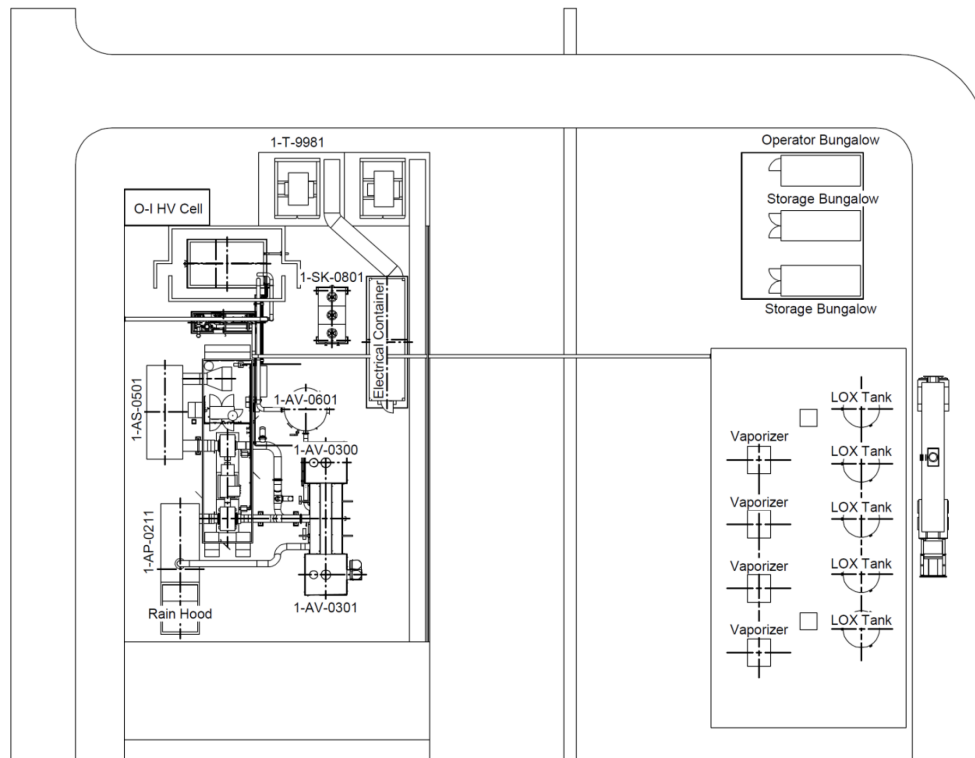 1-T-9981
Operator Bungalow
O-I HV Cell
Storage Bungalow
1-SK-0801
Electrical Container
Storage Bungalow
1-AS-0501
1-AV-0601
LOX Tank
Vaporizer
1-AV-0300
LOX Tank
Vaporizer
LOX Tank
1-AP-0211
Vaporizer
LOX Tank
Rain Hood
1-AV-0301
Vaporizer
LOX Tank